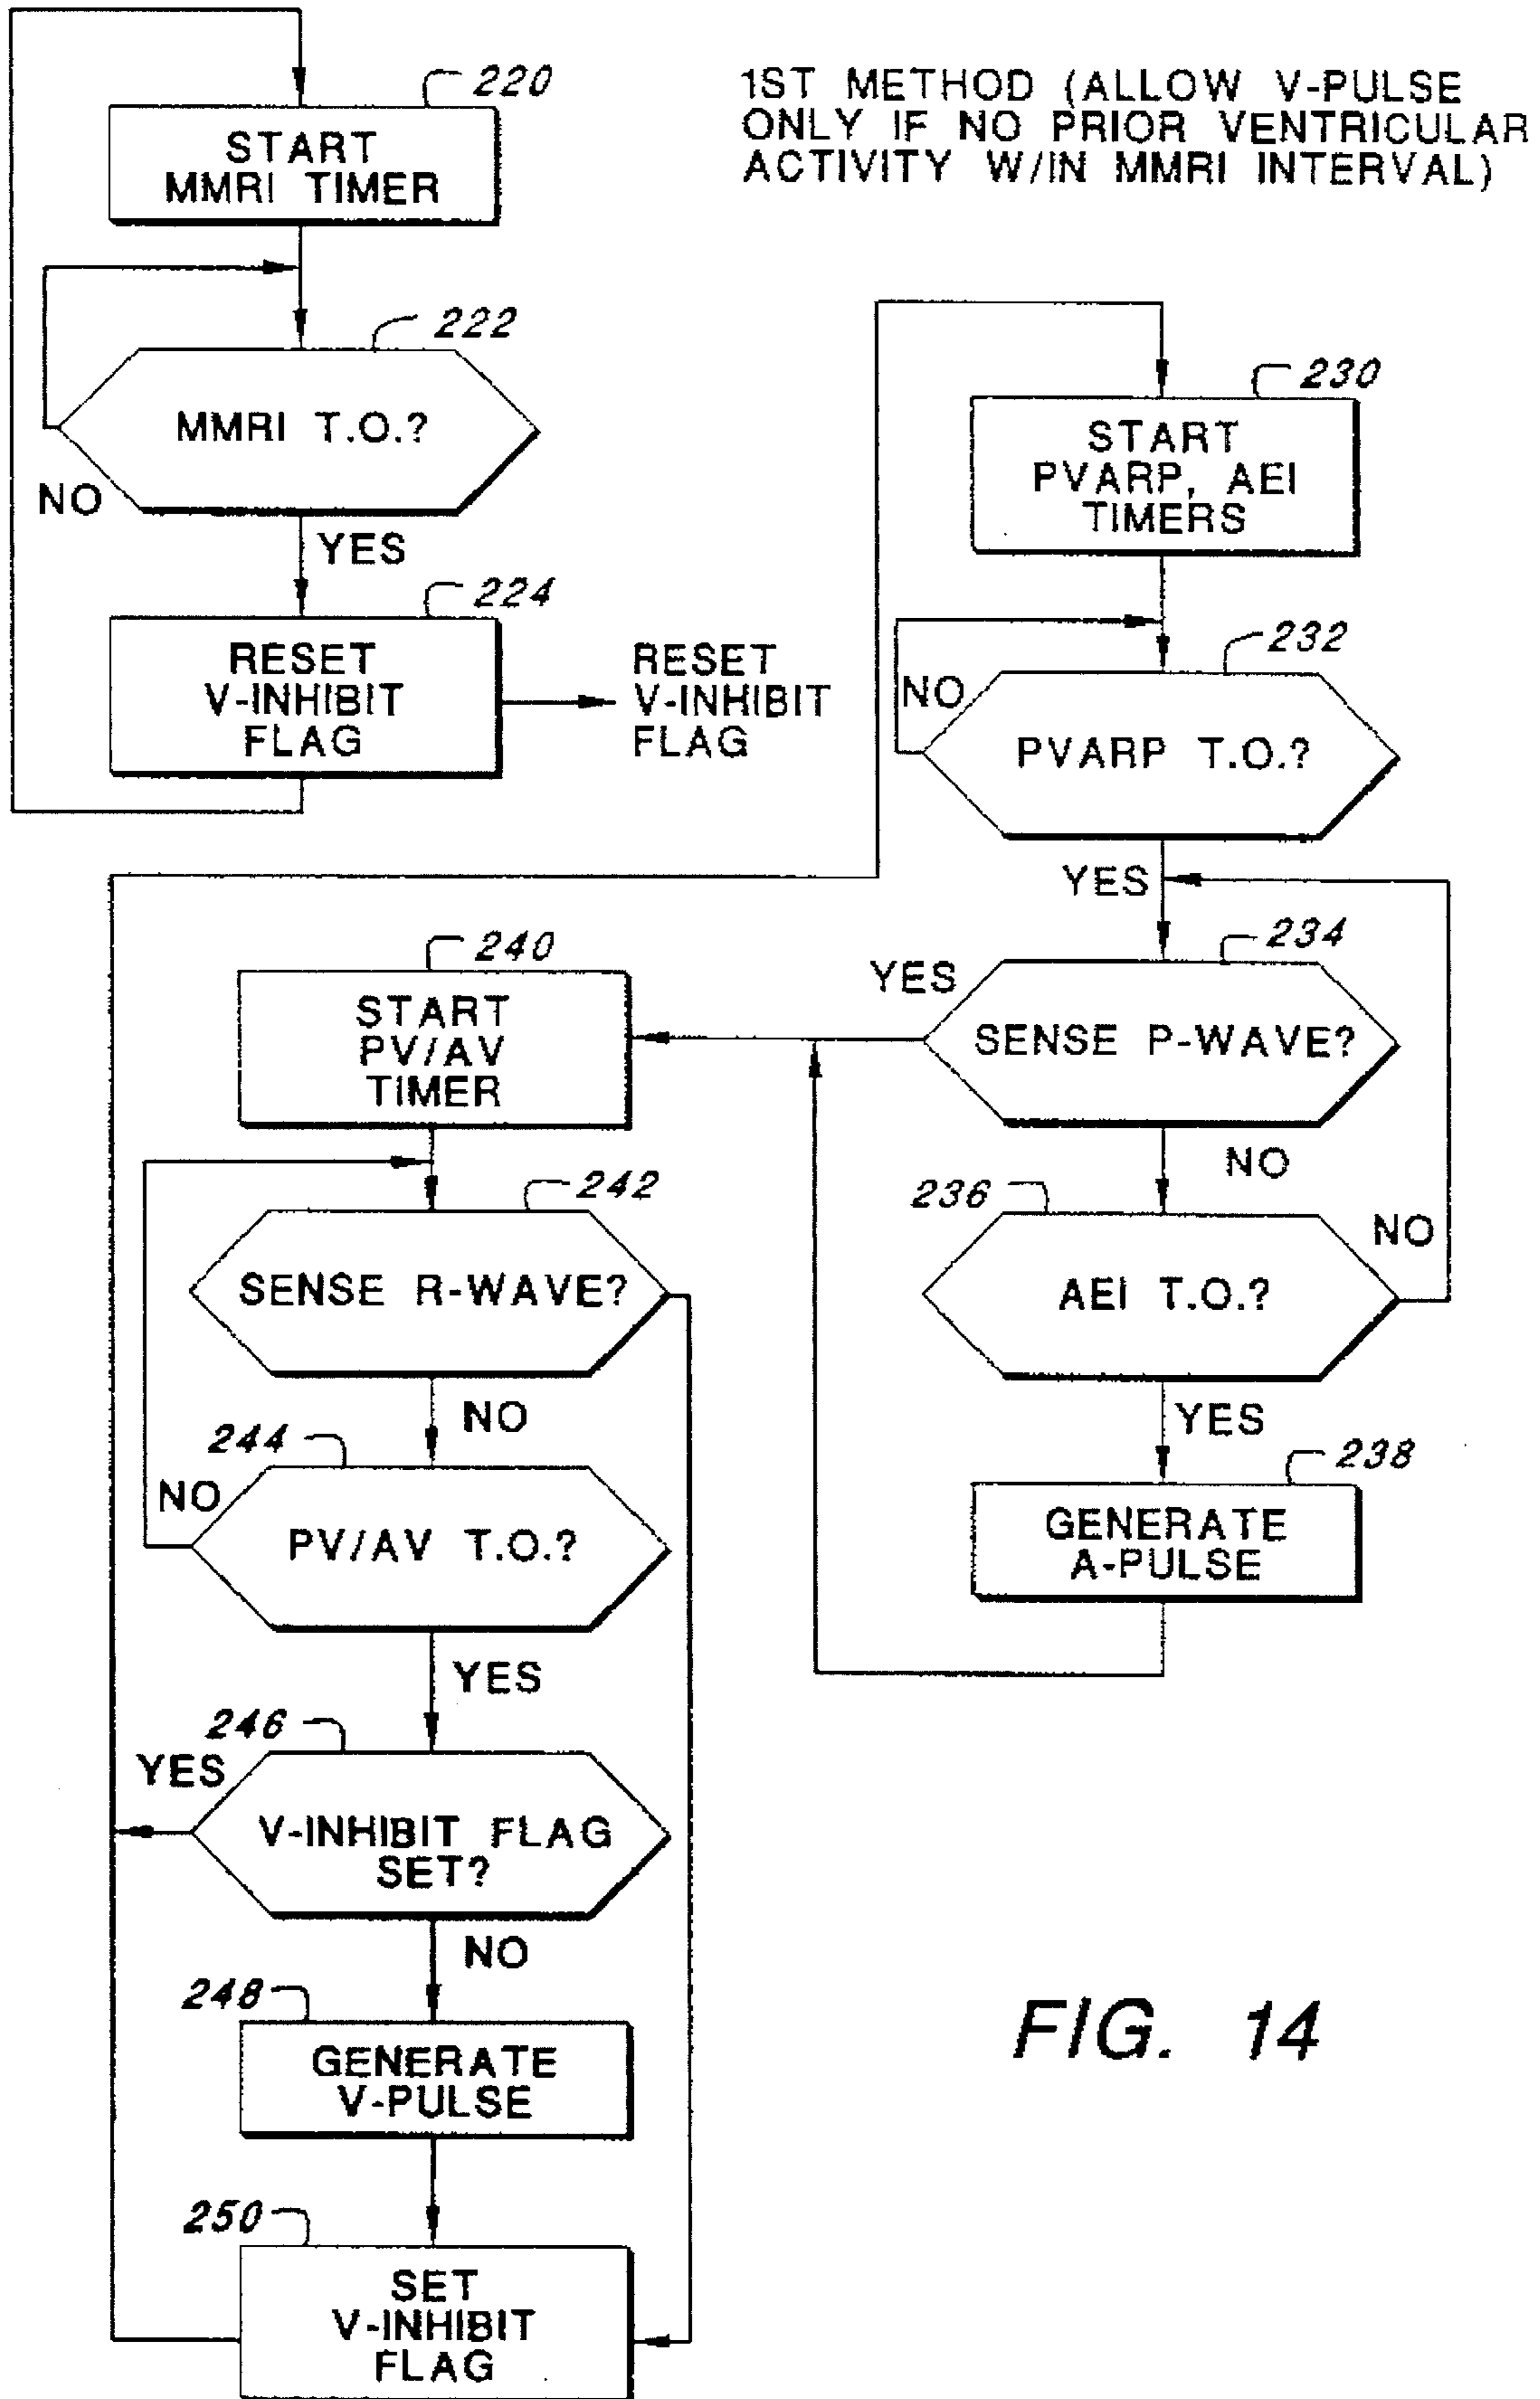 220
START
MMRI TIMER
222
MMRI T.O.?
NO
YES
224
RESET
V-INHIBIT
FLAG
RESET
V-INHIBIT
FLAG
1ST METHOD (ALLOW V-PULSE
ONLY IF NO PRIOR VENTRICULAR
ACTIVITY W/IN MMRI INTERVAL)
230
START
PVARP, AEI
TIMERS
232
NO
PVARP T.O.?
YES
234
YES
SENSE P-WAVE?
NO
236
NO
AEI T.O.?
YES
238
GENERATE
A-PULSE
240
START
PV/AV
TIMER
242
SENSE R-WAVE?
NO
244
NO
PV/AV T.O.?
YES
246
YES
V-INHIBIT FLAG
SET?
NO
248
GENERATE
V-PULSE
250
SET
V-INHIBIT
FLAG
FIG. 14